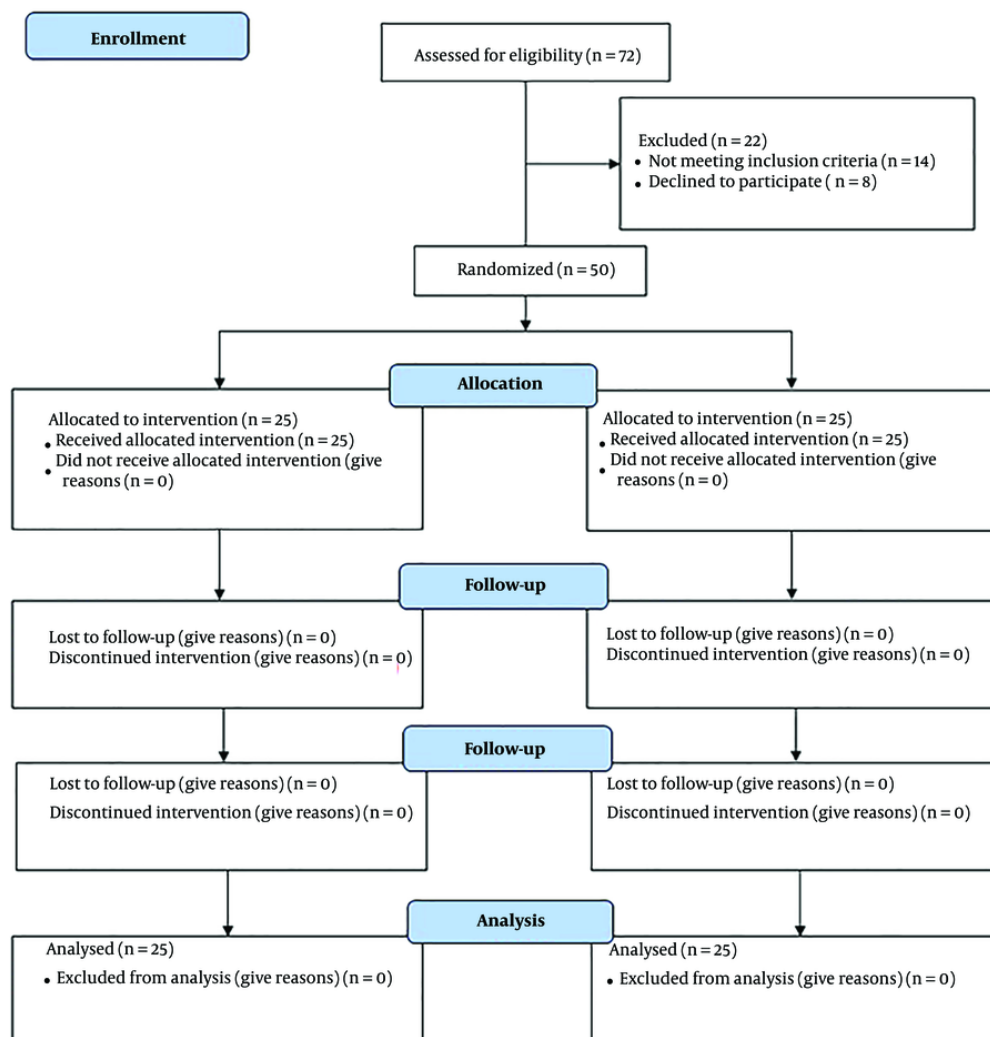 Enrollment
Assessed for eligibility (n = 72)
Excluded (n = 22)
• Not meeting inclusion criteria (n = 14)
• Declined to participate ( n = 8)
Randomized (n = 50)
Allocation
Allocated to intervention (n = 25)
• Received allocated intervention (n = 25)
• Did not receive allocated intervention (give
reasons (n = 0)
Allocated to intervention (n = 25)
• Received allocated intervention (n = 25)
• Did not receive allocated intervention (give
reasons (n = 0)
Follow-up
Lost to follow-up (give reasons) (n = 0)
Discontinued intervention (give reasons) (n = 0)
Lost to follow-up (give reasons) (n = 0)
Discontinued intervention (give reasons) (n = 0)
Follow-up
Lost to follow-up (give reasons) (n = 0)
Discontinued intervention (give reasons) (n = 0)
Lost to follow-up (give reasons) (n = 0)
Discontinued intervention (give reasons) (n = 0)
Analysis
Analysed (n = 25)
• Excluded from analysis (give reasons) (n = 0)
Analysed (n = 25)
• Excluded from analysis (give reasons) (n = 0)